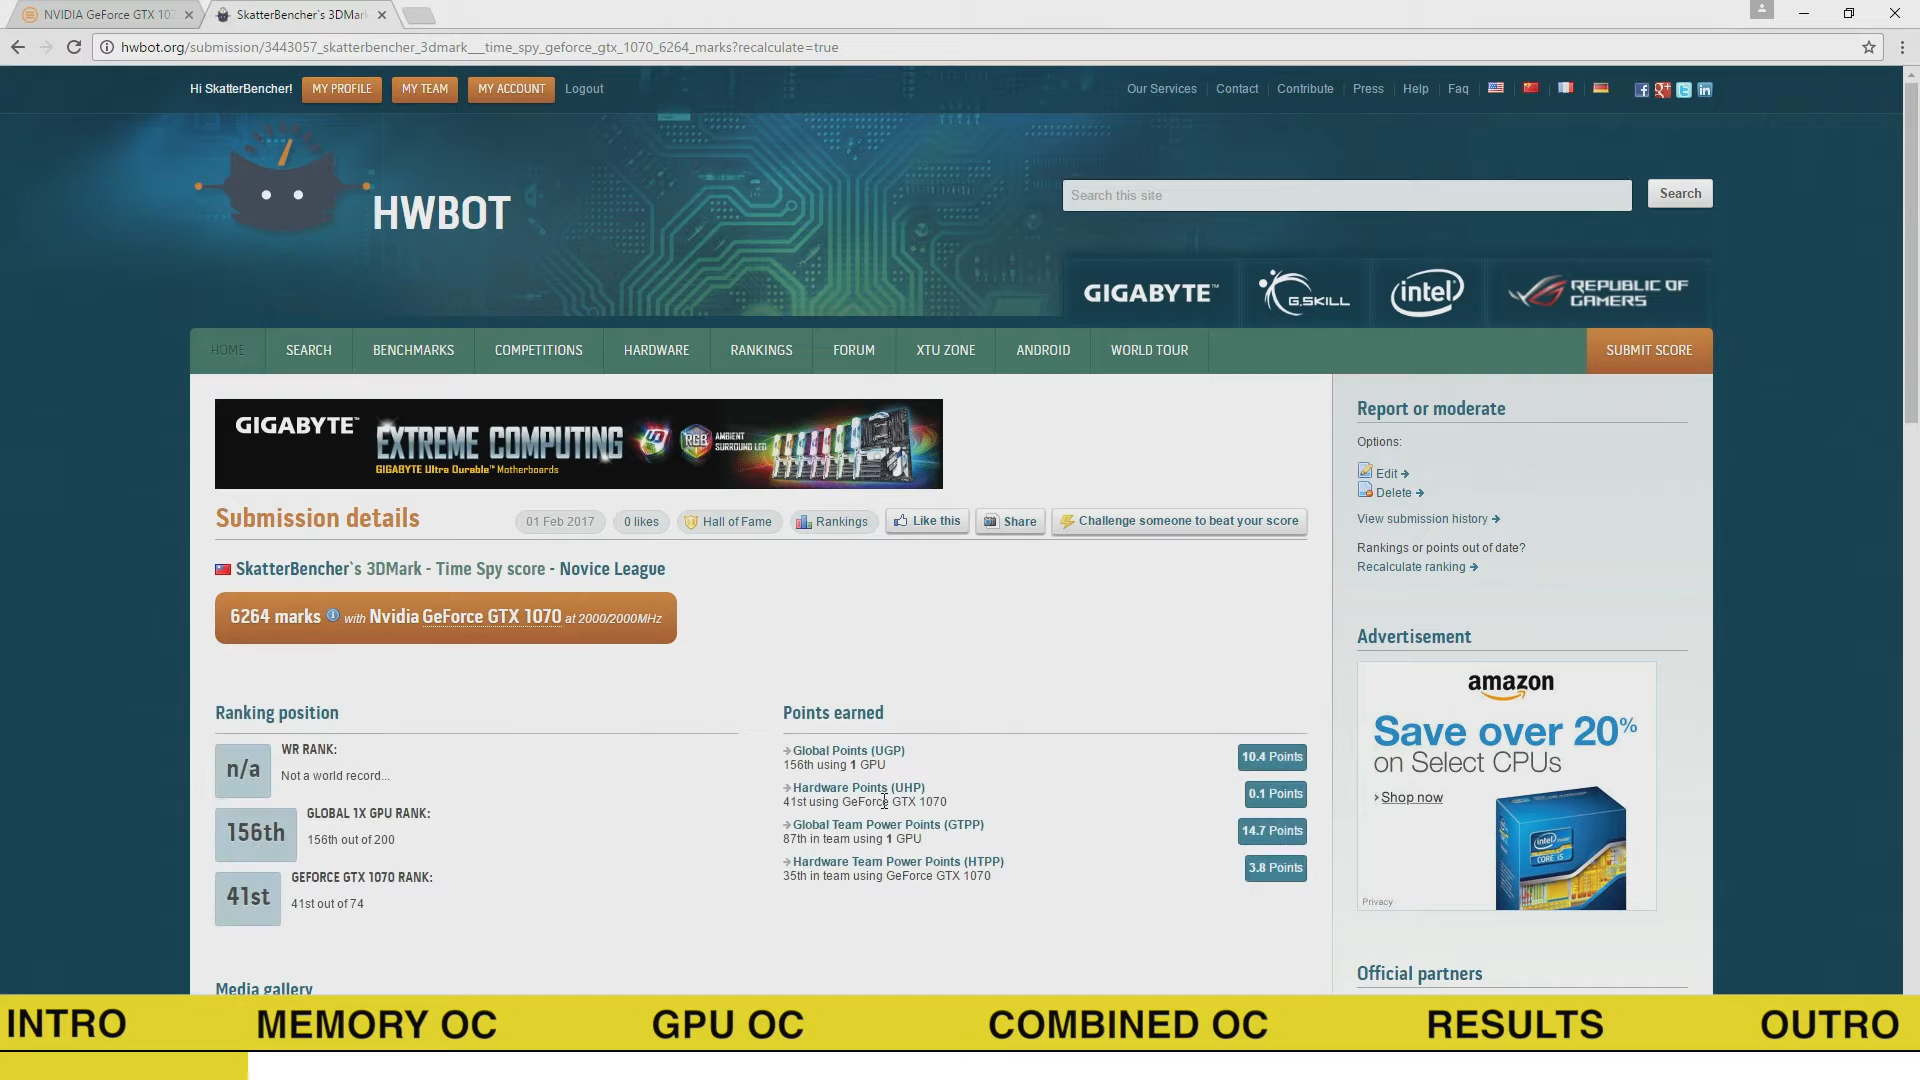 NVIDIA GeForce GTX 107
SkatterBencher`s 3DMar
hwbot.org/submission/3443057_skatterbencher_3dmark___time_spy_geforce_gtx_1070_6264_marks?recalculate=true
Hi SkatterBencher! MY PROFILE MY TEAM MY ACCOUNT Logout
Our Services Contact Contribute Press Help Faq
HWBOT
Search this site
Search
GIGABYTE™ G.SKILL intel REPUBLIC OF GAMERS
HOME SEARCH BENCHMARKS COMPETITIONS HARDWARE RANKINGS FORUM XTU ZONE ANDROID WORLD TOUR SUBMIT SCORE
GIGABYTE™ EXTREME COMPUTING RGB AMBIENT SURROUND LED
GIGABYTE Ultra Durable™ Motherboards
Submission details 01 Feb 2017 0 likes Hall of Fame Rankings Like this Share Challenge someone to beat your score
SkatterBencher`s 3DMark - Time Spy score - Novice League
6264 marks with Nvidia GeForce GTX 1070 at 2000/2000MHz
Ranking position
WR RANK:
n/a
Not a world record...
GLOBAL 1X GPU RANK:
156th
156th out of 200
GEFORCE GTX 1070 RANK:
41st
41st out of 74
Points earned
Global Points (UGP)
156th using 1 GPU
10.4 Points
Hardware Points (UHP)
41st using GeForce GTX 1070
0.1 Points
Global Team Power Points (GTPP)
87th in team using 1 GPU
14.7 Points
Hardware Team Power Points (HTPP)
35th in team using GeForce GTX 1070
3.8 Points
Media gallery
Report or moderate
Options:
Edit
Delete
View submission history
Rankings or points out of date?
Recalculate ranking
Advertisement
amazon
Save over 20%
on Select CPUs
Shop now
intel
CORE i5
Privacy
Official partners
INTRO MEMORY OC GPU OC COMBINED OC RESULTS OUTRO